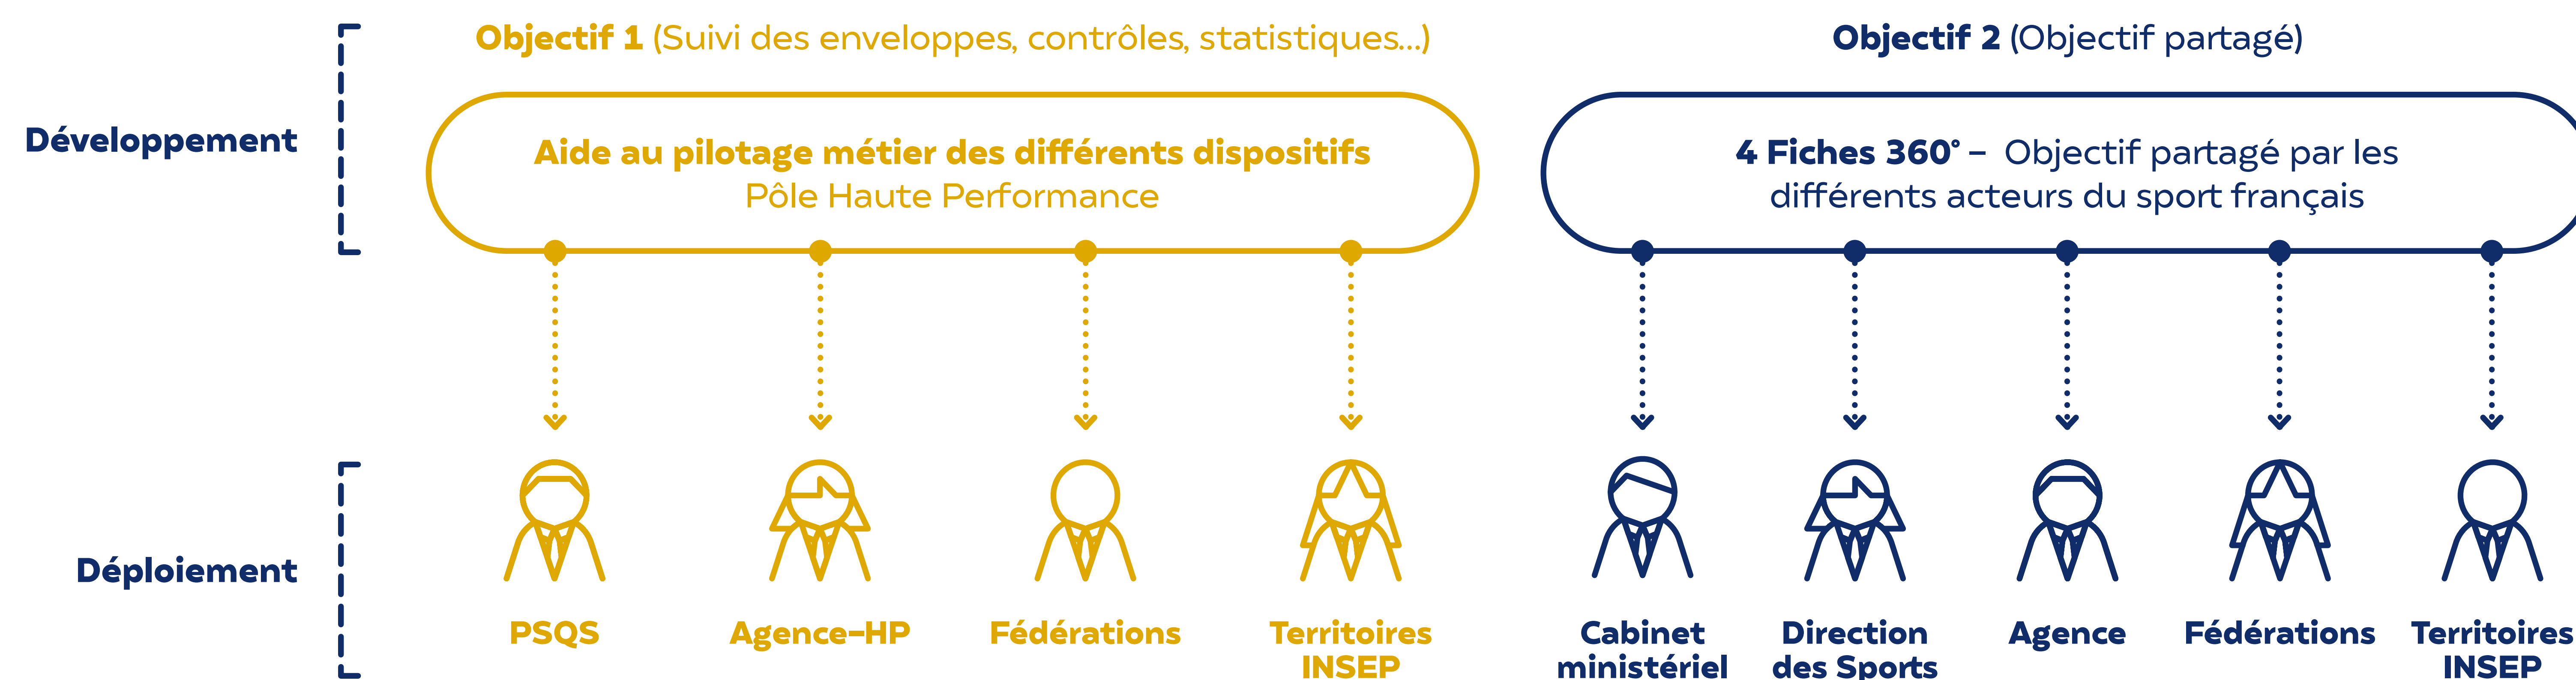 Objectif 1 (Suivi des enveloppes, contrôles, statistiques...)
Objectif 2 (Objectif partagé)
Développement
Aide au pilotage métier des différents dispositifs
Pôle Haute Performance
4 Fiches 360° – Objectif partagé par les
différents acteurs du sport français
Déploiement
PSQS
Agence-HP
Fédérations
Territoires
INSEP
Cabinet
ministériel
Direction
des Sports
Agence
Fédérations
Territoires
INSEP